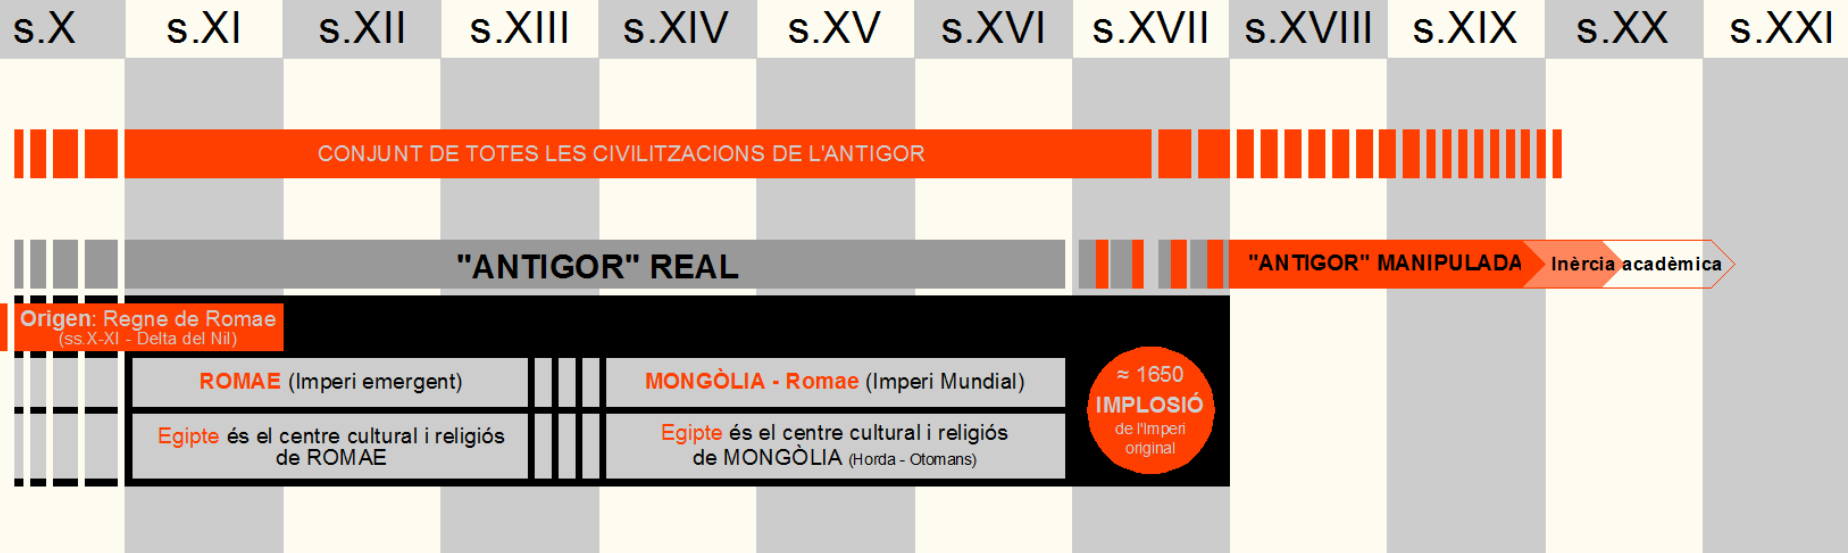 s.X s.XI s.XII s.XIII s.XIV s.XV s.XVI s.XVII s.XVIII s.XIX s.XX s.XXI
CONJUNT DE TOTES LES CIVILITZACIONS DE L'ANTIGOR
"ANTIGOR" REAL
"ANTIGOR" MANIPULADA
Inèrcia acadèmica
Origen: Regne de Romae
(ss.X-XI - Delta del Nil)
ROMAE (Imperi emergent)
MONGÒLIA - Romae (Imperi Mundial)
Egipte és el centre cultural i religiós
de ROMAE
Egipte és el centre cultural i religiós
de MONGÒLIA (Horda - Otomans)
≈ 1650
IMPLOSIÓ
de l'Imperi
original